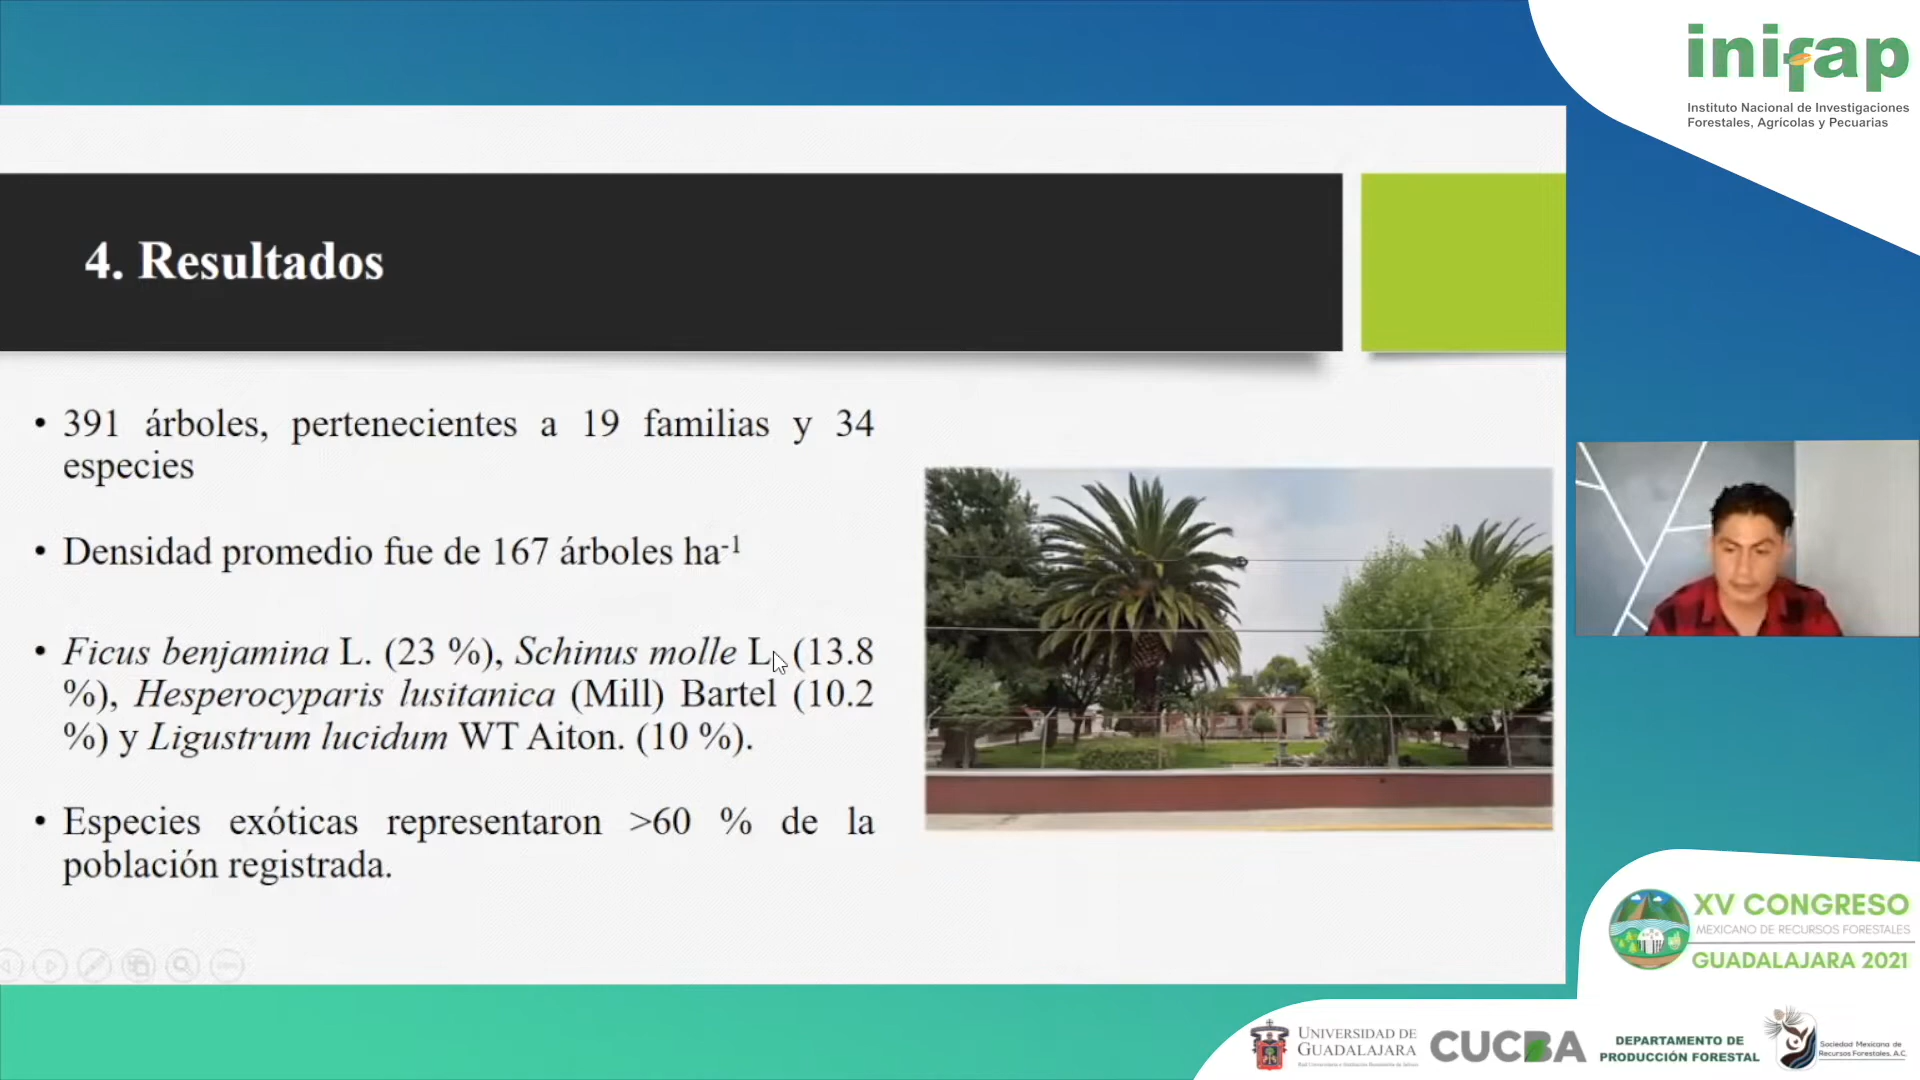 inifap
Instituto Nacional de Investigaciones
Forestales, Agrícolas y Pecuarias
4. Resultados
• 391 árboles, pertenecientes a 19 familias y 34
especies
• Densidad promedio fue de 167 árboles ha-1
• Ficus benjamina L. (23 %), Schinus molle L. (13.8
%), Hesperocyparis lusitanica (Mill) Bartel (10.2
%) y Ligustrum lucidum WT Aiton. (10 %).
• Especies exóticas representaron >60 % de la
población registrada.
XV CONGRESO
MEXICANO DE RECURSOS FORESTALES
GUADALAJARA 2021
UNIVERSIDAD DE
GUADALAJARA
CUCBA
DEPARTAMENTO DE
PRODUCCIÓN FORESTAL
Sociedad Mexicana de
Recursos Forestales, A.C.